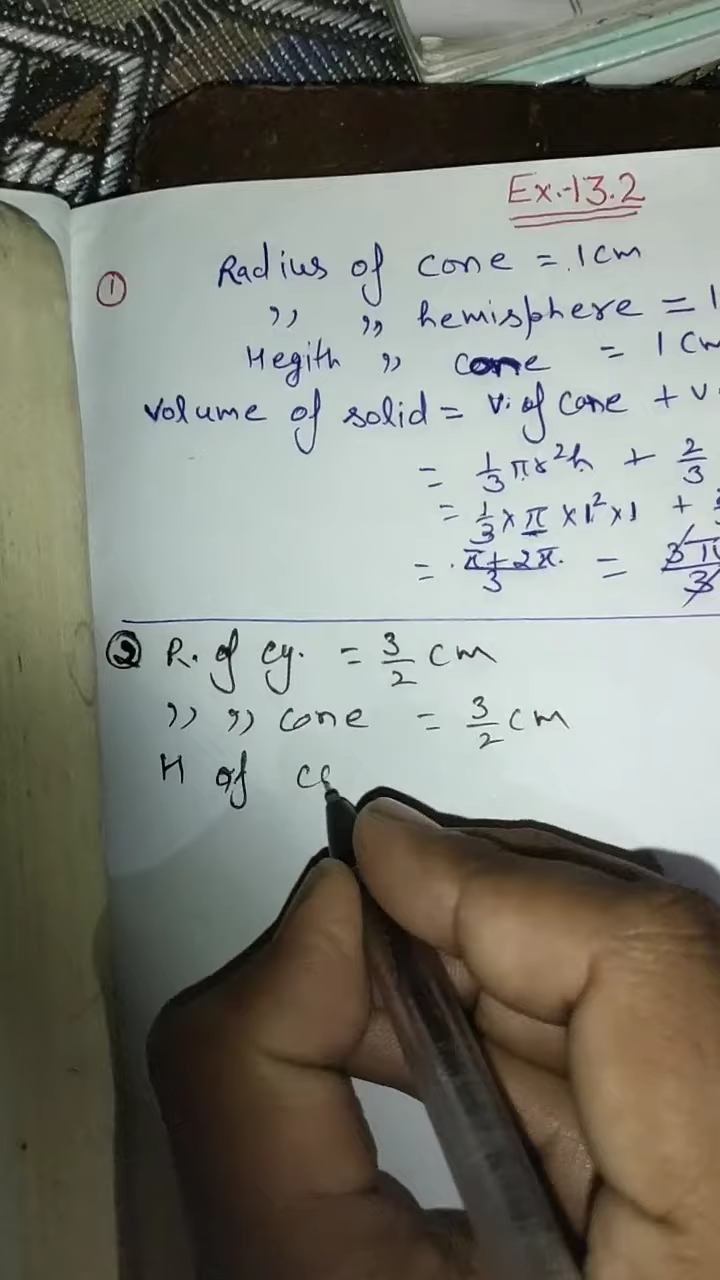 Ex.-13.2
① Radius of cone = 1cm
,, ,, hemisphere = 1
Hegith ,, cone = 1 cm
Volume of solid = V. of cone + V.
= 1/3 πr²h + 2/3
= 1/3 × π × 1² × 1 +
= π + 2π / 3 = 3π / 3
② R. of cy. = 3/2 cm
,, ,, cone = 3/2 cm
H of